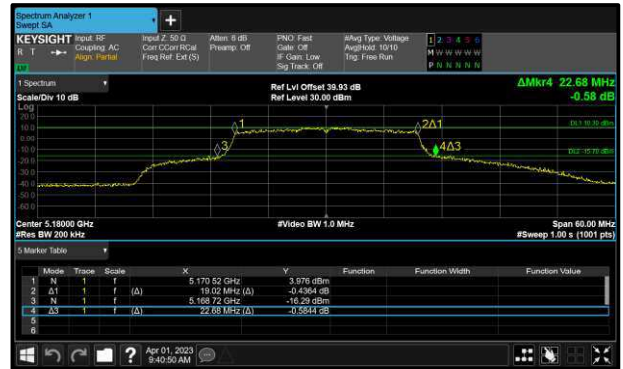 Spectrum Analyzer 1
Swept SA
+
KEYSIGHT Input: RF Input Z: 50 Ω Atten: 6 dB PNO: Fast #Avg Type: Voltage 1 2 3 4 5 6
R T Coupling: AC Corr CCorr RCal Preamp: Off Gate: Off Avg|Hold: 10/10 M W W W W W
Align: Partial Freq Ref: Ext (S) IF Gain: Low Trig: Free Run
Sig Track: Off P N N N N N
1 Spectrum
Ref Lvl Offset 39.93 dB ΔMkr4 22.68 MHz
Scale/Div 10 dB Ref Level 30.00 dBm -0.58 dB
Log
20.0
10.0
0.00
-10.0
-20.0
-30.0
-40.0
-50.0
-60.0
1
2Δ1
3
4Δ3
DL1 10.30 dBm
DL2 -15.70 dBm
Center 5.18000 GHz #Video BW 1.0 MHz Span 60.00 MHz
#Res BW 200 kHz #Sweep 1.00 s (1001 pts)
5 Marker Table
Mode Trace Scale X Y Function Function Width Function Value
1 N 1 f 5.170 52 GHz 3.976 dBm
2 Δ1 1 f (Δ) 19.02 MHz (Δ) -0.4364 dB
3 N 1 f 5.168 72 GHz -16.29 dBm
4 Δ3 1 f (Δ) 22.68 MHz (Δ) -0.5844 dB
5
6
? Apr 01, 2023
9:40:50 AM